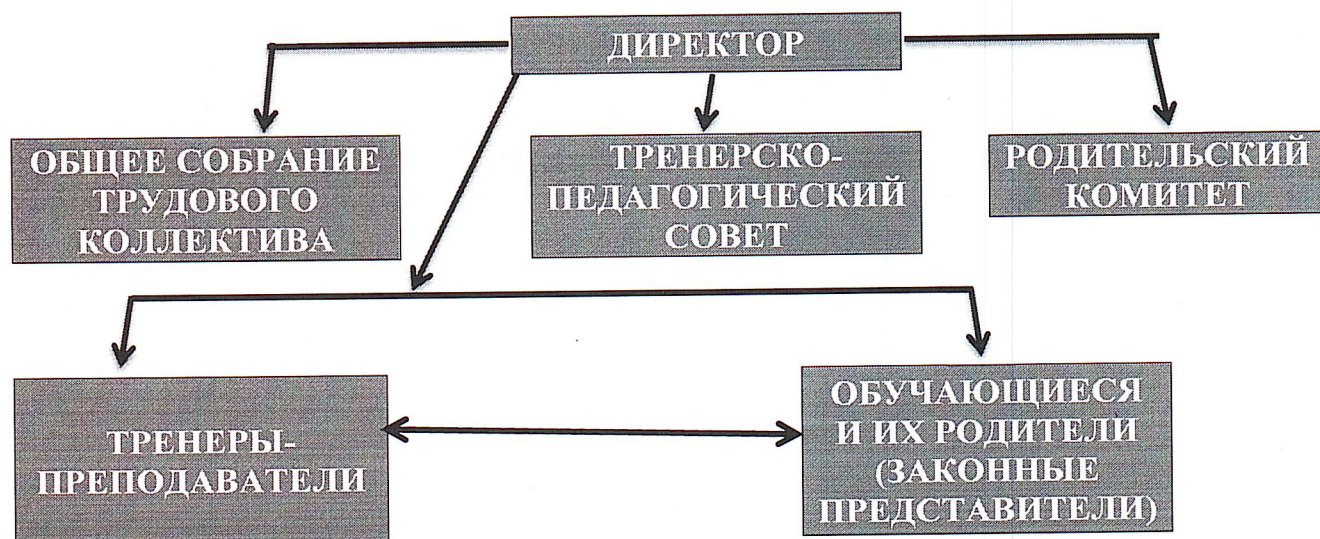 ДИРЕКТОР
ОБЩЕЕ СОБРАНИЕ
ТРУДОВОГО
КОЛЛЕКТИВА
ТРЕНЕРСКО-
ПЕДАГОГИЧЕСКИЙ
СОВЕТ
РОДИТЕЛЬСКИЙ
КОМИТЕТ
ТРЕНЕРЫ-
ПРЕПОДАВАТЕЛИ
ОБУЧАЮЩИЕСЯ
И ИХ РОДИТЕЛИ
(ЗАКОННЫЕ
ПРЕДСТАВИТЕЛИ)